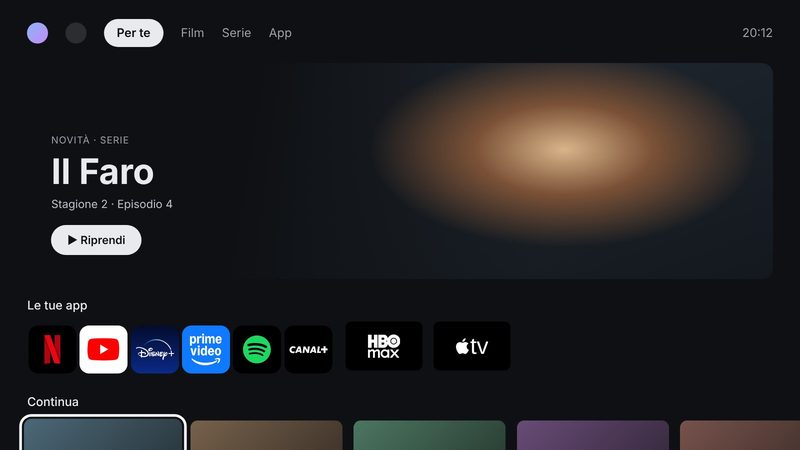 Per te
Film
Serie
App
20:12
NOVITÀ · SERIE
Il Faro
Stagione 2 · Episodio 4
▶ Riprendi
Le tue app
N
Disney+
prime video
CANAL+
HBO max
tv
Continua